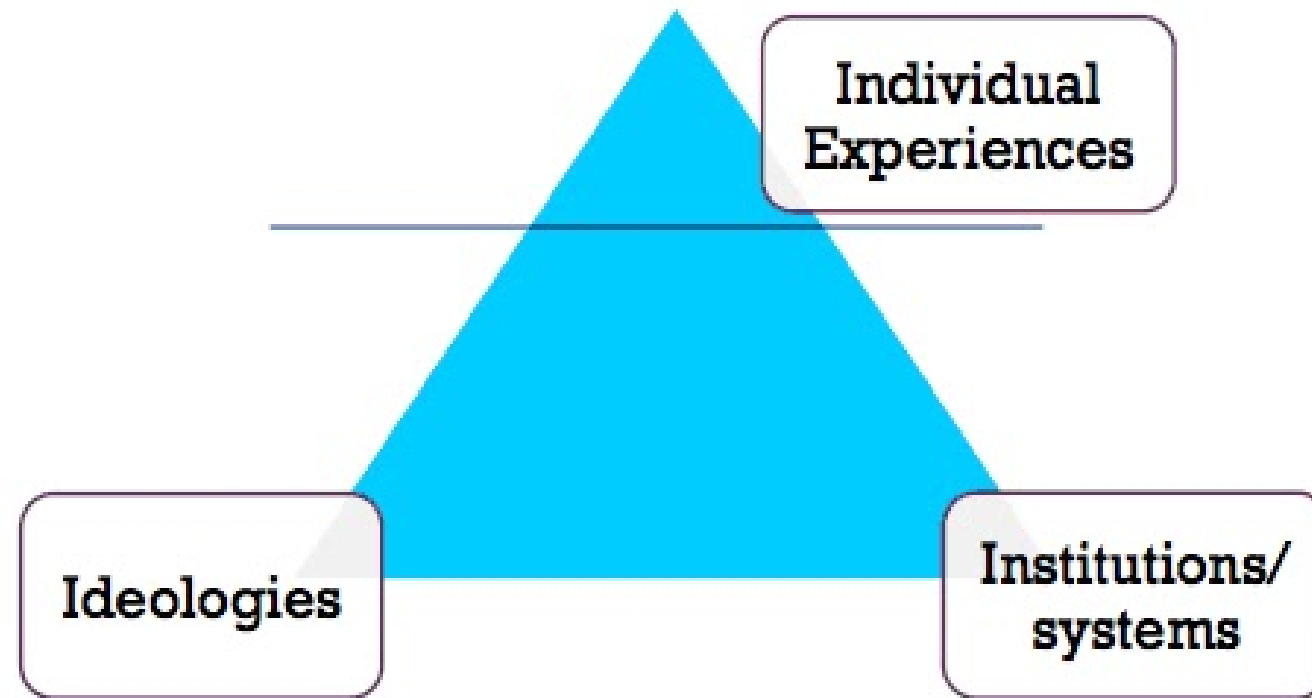 Individual
Experiences
Ideologies
Institutions/
systems